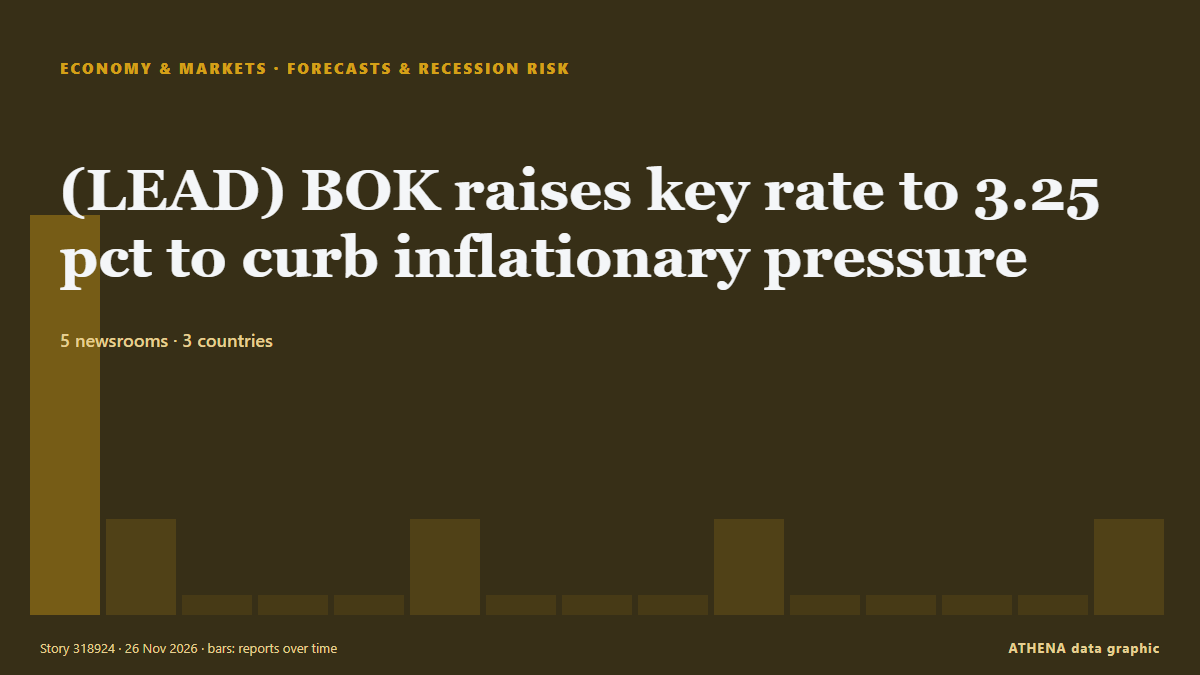 ECONOMY & MARKETS · FORECASTS & RECESSION RISK
(LEAD) BOK raises key rate to 3.25
pct to curb inflationary pressure
5 newsrooms · 3 countries
Story 318924 · 26 Nov 2026 · bars: reports over time
ATHENA data graphic